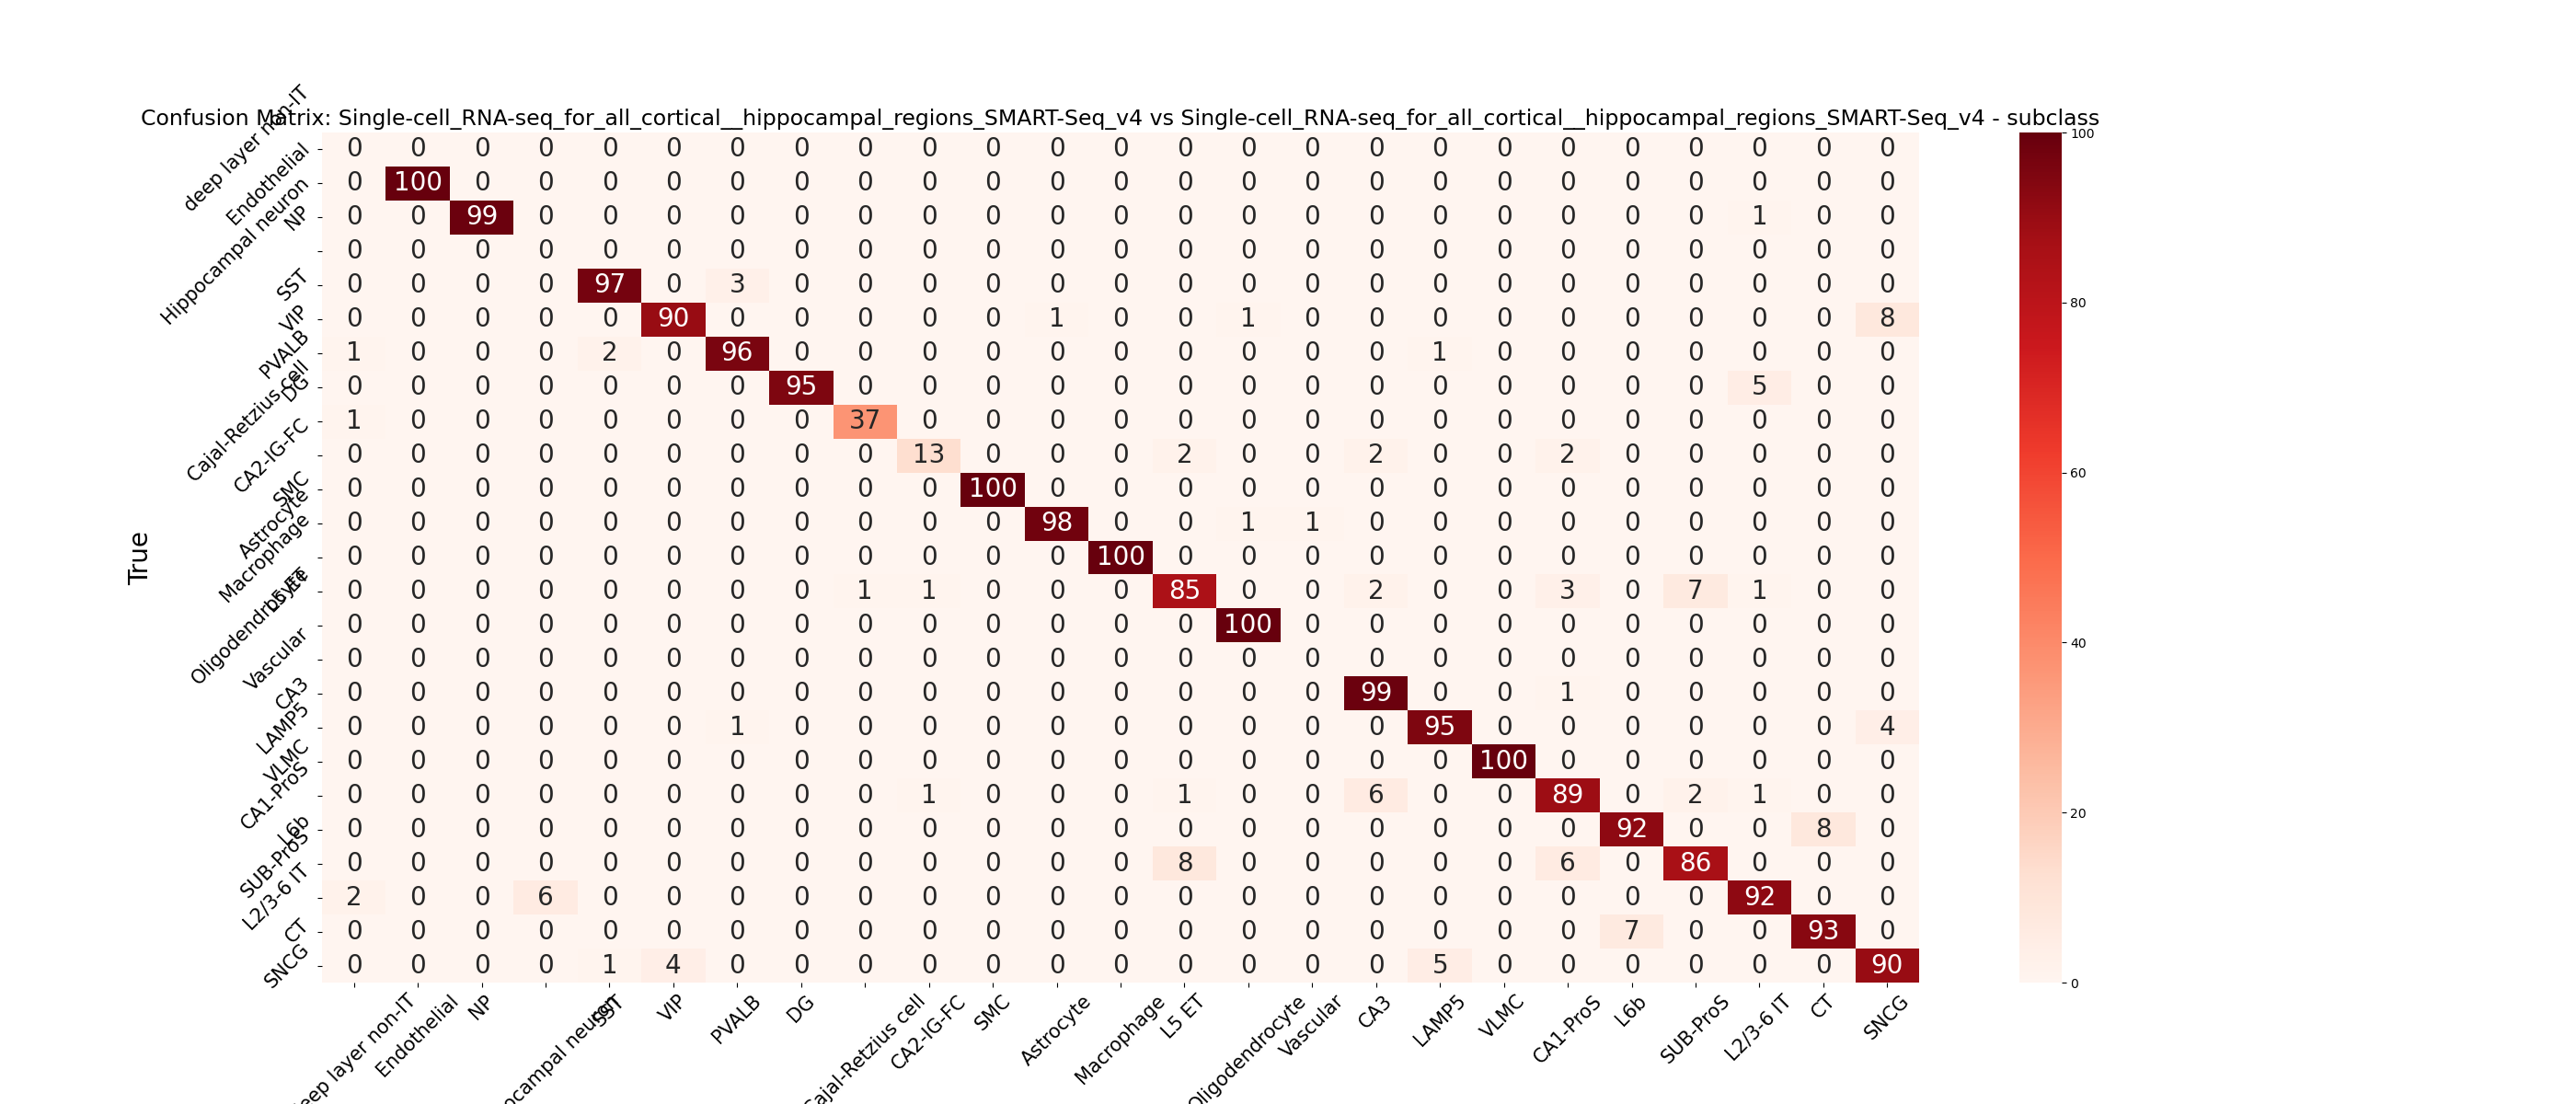 Confusion Matrix: Single-cell_RNA-seq_for_all_cortical__hippocampal_regions_SMART-Seq_v4 vs Single-cell_RNA-seq_for_all_cortical__hippocampal_regions_SMART-Seq_v4 - subclass
True
deep layer non-IT 0 0 0 0 0 0 0 0 0 0 0 0 0 0 0 0 0 0 0 0 0 0 0 0 0
Endothelial 0 100 0 0 0 0 0 0 0 0 0 0 0 0 0 0 0 0 0 0 0 0 0 0 0
NP 0 0 99 0 0 0 0 0 0 0 0 0 0 0 0 0 0 0 0 0 0 0 1 0 0
Hippocampal neuron 0 0 0 0 0 0 0 0 0 0 0 0 0 0 0 0 0 0 0 0 0 0 0 0 0
SST 0 0 0 0 97 0 3 0 0 0 0 0 0 0 0 0 0 0 0 0 0 0 0 0 0
VIP 0 0 0 0 0 90 0 0 0 0 0 1 0 0 1 0 0 0 0 0 0 0 0 0 8
PVALB 1 0 0 0 2 0 96 0 0 0 0 0 0 0 0 0 0 1 0 0 0 0 0 0 0
DG 0 0 0 0 0 0 0 95 0 0 0 0 0 0 0 0 0 0 0 0 0 0 5 0 0
Cajal-Retzius cell 1 0 0 0 0 0 0 0 37 0 0 0 0 0 0 0 0 0 0 0 0 0 0 0 0
CA2-IG-FC 0 0 0 0 0 0 0 0 0 13 0 0 0 2 0 0 2 0 0 2 0 0 0 0 0
SMC 0 0 0 0 0 0 0 0 0 0 100 0 0 0 0 0 0 0 0 0 0 0 0 0 0
Astrocyte 0 0 0 0 0 0 0 0 0 0 0 98 0 0 1 1 0 0 0 0 0 0 0 0 0
Macrophage 0 0 0 0 0 0 0 0 0 0 0 0 100 0 0 0 0 0 0 0 0 0 0 0 0
L5 ET 0 0 0 0 0 0 0 0 1 1 0 0 0 85 0 0 2 0 0 3 0 7 1 0 0
Oligodendrocyte 0 0 0 0 0 0 0 0 0 0 0 0 0 0 100 0 0 0 0 0 0 0 0 0 0
Vascular 0 0 0 0 0 0 0 0 0 0 0 0 0 0 0 0 0 0 0 0 0 0 0 0 0
CA3 0 0 0 0 0 0 0 0 0 0 0 0 0 0 0 0 99 0 0 1 0 0 0 0 0
LAMP5 0 0 0 0 0 0 1 0 0 0 0 0 0 0 0 0 0 95 0 0 0 0 0 0 4
VLMC 0 0 0 0 0 0 0 0 0 0 0 0 0 0 0 0 0 0 100 0 0 0 0 0 0
CA1-ProS 0 0 0 0 0 0 0 0 0 1 0 0 0 1 0 0 6 0 0 89 0 2 1 0 0
L6b 0 0 0 0 0 0 0 0 0 0 0 0 0 0 0 0 0 0 0 0 92 0 0 8 0
SUB-ProS 0 0 0 0 0 0 0 0 0 0 0 0 0 8 0 0 0 0 0 6 0 86 0 0 0
L2/3-6 IT 2 0 0 6 0 0 0 0 0 0 0 0 0 0 0 0 0 0 0 0 0 0 92 0 0
CT 0 0 0 0 0 0 0 0 0 0 0 0 0 0 0 0 0 0 0 0 7 0 0 93 0
SNCG 0 0 0 0 1 4 0 0 0 0 0 0 0 0 0 0 0 5 0 0 0 0 0 0 90
eep layer non-IT Endothelial NP ocampal neuron SST VIP PVALB DG Cajal-Retzius cell CA2-IG-FC SMC Astrocyte Macrophage L5 ET Oligodendrocyte Vascular CA3 LAMP5 VLMC CA1-ProS L6b SUB-ProS L2/3-6 IT CT SNCG
100
80
60
40
20
0